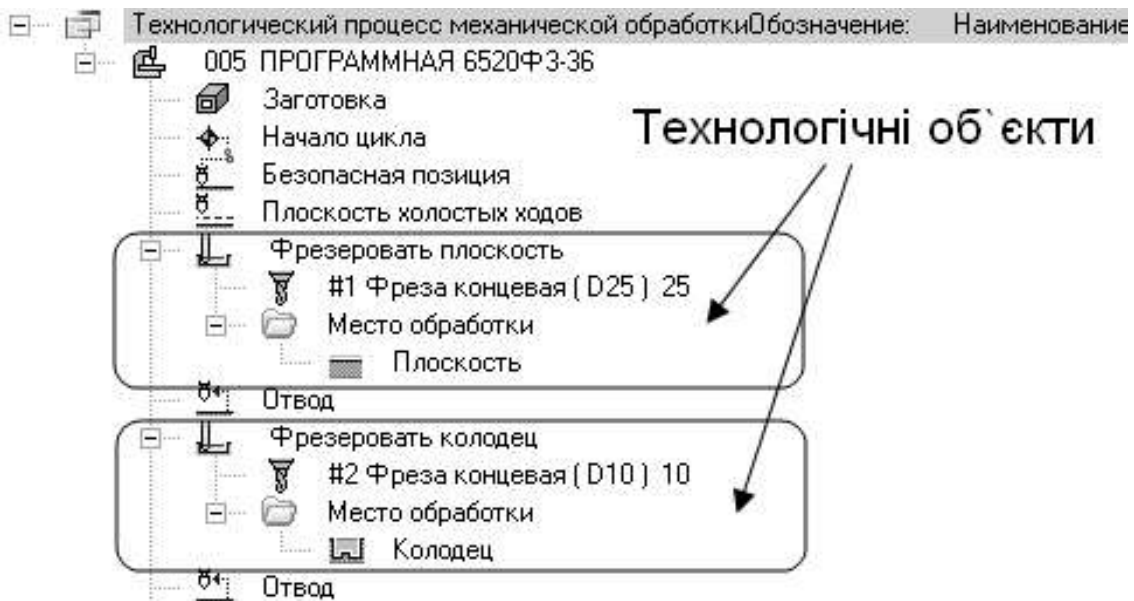 Технологический процесс механической обработкиОбозначение: Наименование
005 ПРОГРАММНАЯ 6520Ф3-36
Заготовка
Технологічні об`єкти
Начало цикла
Безопасная позиция
Плоскость холостых ходов
Фрезеровать плоскость
#1 Фреза концевая ( D25 ) 25
Место обработки
Плоскость
Отвод
Фрезеровать колодец
#2 Фреза концевая ( D10 ) 10
Место обработки
Колодец
Отвод